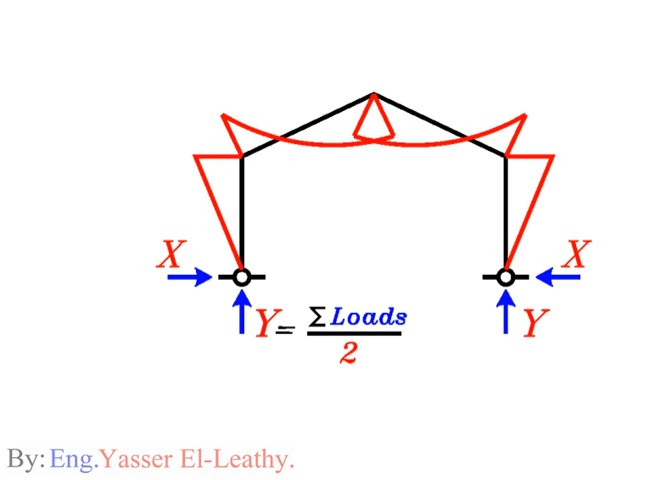 X X
Y = ΣLoads Y
2
By: Eng.Yasser El-Leathy.